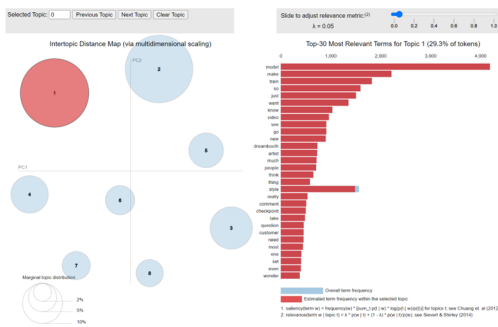 Selected Topic: 0 Previous Topic Next Topic Clear Topic
Slide to adjust relevance metric:(2)
λ = 0.05
0.0 0.2 0.4 0.6 0.8 1.0
Intertopic Distance Map (via multidimensional scaling)
PC2
PC1
1
2
5
4
6
3
7
8
Marginal topic distribution
2%
5%
10%
Top-30 Most Relevant Terms for Topic 1 (29.3% of tokens)
0 1,000 2,000 3,000 4,000
model
make
train
so
just
want
know
video
see
go
new
dreambooth
artist
much
people
think
thing
style
really
comment
checkpoint
take
question
customer
need
most
one
set
even
wonder
Overall term frequency
Estimated term frequency within the selected topic
1. saliency(term w) = frequency(w) * [sum_t p(t | w) * log(p(t | w)/p(t))] for topics t; see Chuang et. al (2012
2. relevance(term w | topic t) = λ * p(w | t) + (1 - λ) * p(w | t)/p(w); see Sievert & Shirley (2014)